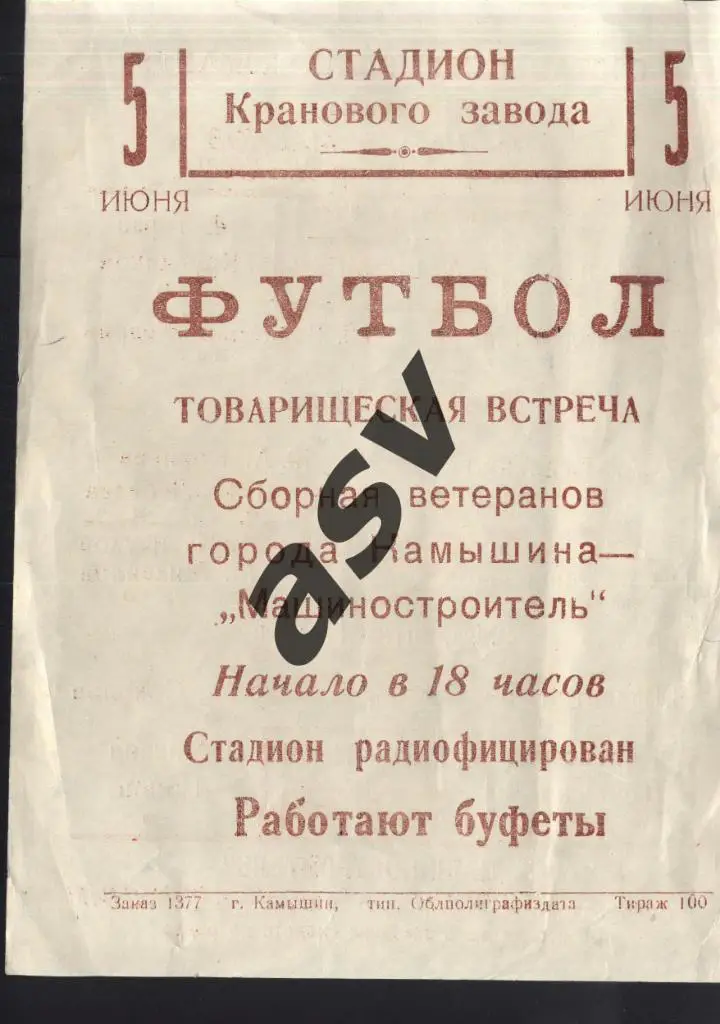 5 СТАДИОН 5
Кранового завода
ИЮНЯ ИЮНЯ
ФУТБОЛ
ТОВАРИЩЕСКАЯ ВСТРЕЧА
Сборная ветеранов
города Камышина—
„Машиностроитель“
Начало в 18 часов
Стадион радиофицирован
Работают буфеты
Заказ 1377 г. Камышин, тип. Облполиграфиздата Тираж 100
asv